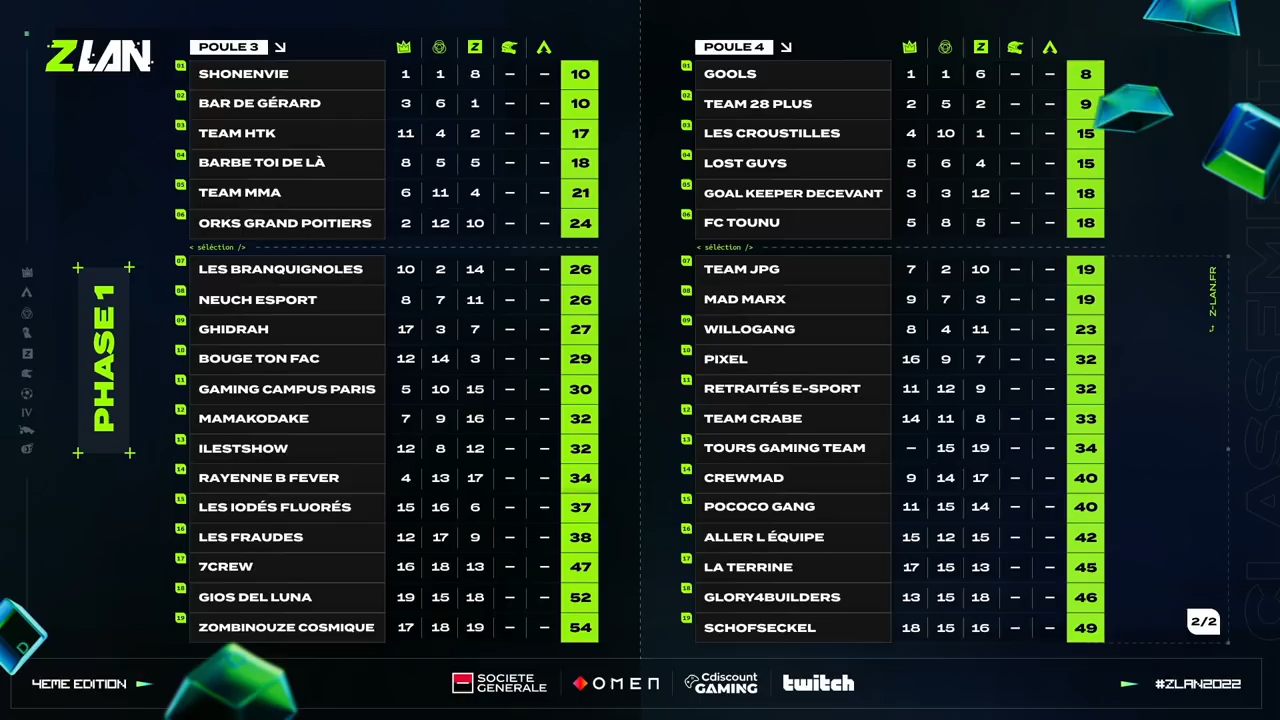 ZLAN
POULE 3
01 SHONENVIE 1 1 8 – – 10
02 BAR DE GÉRARD 3 6 1 – – 10
03 TEAM HTK 11 4 2 – – 17
04 BARBE TOI DE LÀ 8 5 5 – – 18
05 TEAM MMA 6 11 4 – – 21
06 ORKS GRAND POITIERS 2 12 10 – – 24
< séléction />
07 LES BRANQUIGNOLES 10 2 14 – – 26
08 NEUCH ESPORT 8 7 11 – – 26
09 GHIDRAH 17 3 7 – – 27
10 BOUGE TON FAC 12 14 3 – – 29
11 GAMING CAMPUS PARIS 5 10 15 – – 30
12 MAMAKODAKE 7 9 16 – – 32
13 ILESTSHOW 12 8 12 – – 32
14 RAYENNE B FEVER 4 13 17 – – 34
15 LES IODÉS FLUORÉS 15 16 6 – – 37
16 LES FRAUDES 12 17 9 – – 38
17 7CREW 16 18 13 – – 47
18 GIOS DEL LUNA 19 15 18 – – 52
19 ZOMBINOUZE COSMIQUE 17 18 19 – – 54
POULE 4
01 GOOLS 1 1 6 – – 8
02 TEAM 28 PLUS 2 5 2 – – 9
03 LES CROUSTILLES 4 10 1 – – 15
04 LOST GUYS 5 6 4 – – 15
05 GOAL KEEPER DECEVANT 3 3 12 – – 18
06 FC TOUNU 5 8 5 – – 18
< séléction />
07 TEAM JPG 7 2 10 – – 19
08 MAD MARX 9 7 3 – – 19
09 WILLOGANG 8 4 11 – – 23
10 PIXEL 16 9 7 – – 32
11 RETRAITÉS E-SPORT 11 12 9 – – 32
12 TEAM CRABE 14 11 8 – – 33
13 TOURS GAMING TEAM – 15 19 – – 34
14 CREWMAD 9 14 17 – – 40
15 POCOCO GANG 11 15 14 – – 40
16 ALLER L ÉQUIPE 15 12 15 – – 42
17 LA TERRINE 17 15 13 – – 45
18 GLORY4BUILDERS 13 15 18 – – 46
19 SCHOFSECKEL 18 15 16 – – 49
PHASE 1
Z-LAN.FR
CLASSEMENT
2/2
4EME EDITION
SOCIETE GENERALE
OMEN
Cdiscount GAMING
twitch
#ZLAN2022